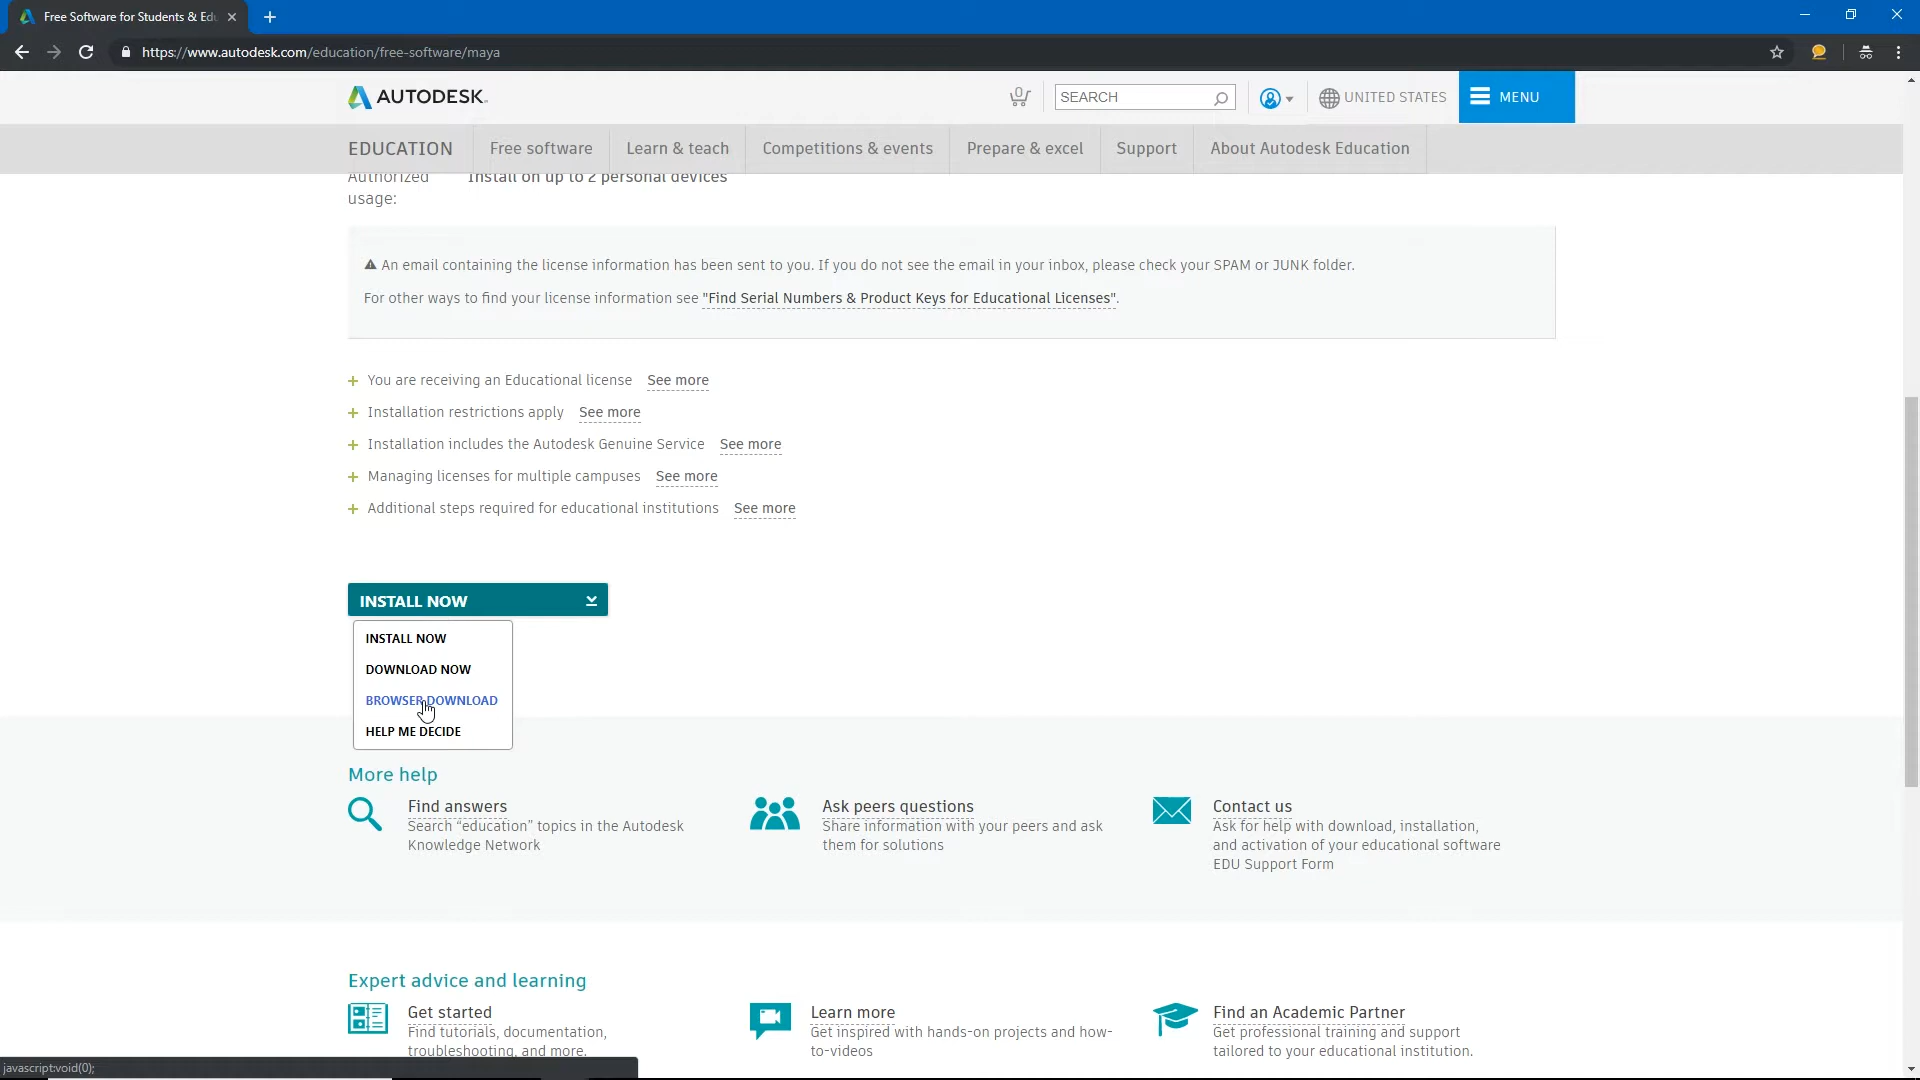 Free Software for Students & Edu
https://www.autodesk.com/education/free-software/maya
AUTODESK.
0
SEARCH
UNITED STATES
MENU
EDUCATION
Free software
Learn & teach
Competitions & events
Prepare & excel
Support
About Autodesk Education
Authorized usage:
Install on up to 2 personal devices
An email containing the license information has been sent to you. If you do not see the email in your inbox, please check your SPAM or JUNK folder.
For other ways to find your license information see "Find Serial Numbers & Product Keys for Educational Licenses".
+ You are receiving an Educational license See more
+ Installation restrictions apply See more
+ Installation includes the Autodesk Genuine Service See more
+ Managing licenses for multiple campuses See more
+ Additional steps required for educational institutions See more
INSTALL NOW
INSTALL NOW
DOWNLOAD NOW
BROWSER DOWNLOAD
HELP ME DECIDE
More help
Find answers
Search “education” topics in the Autodesk
Knowledge Network
Ask peers questions
Share information with your peers and ask
them for solutions
Contact us
Ask for help with download, installation,
and activation of your educational software
EDU Support Form
Expert advice and learning
Get started
Find tutorials, documentation,
troubleshooting, and more.
Learn more
Get inspired with hands-on projects and how-
to-videos
Find an Academic Partner
Get professional training and support
tailored to your educational institution.
javascript:void(0);